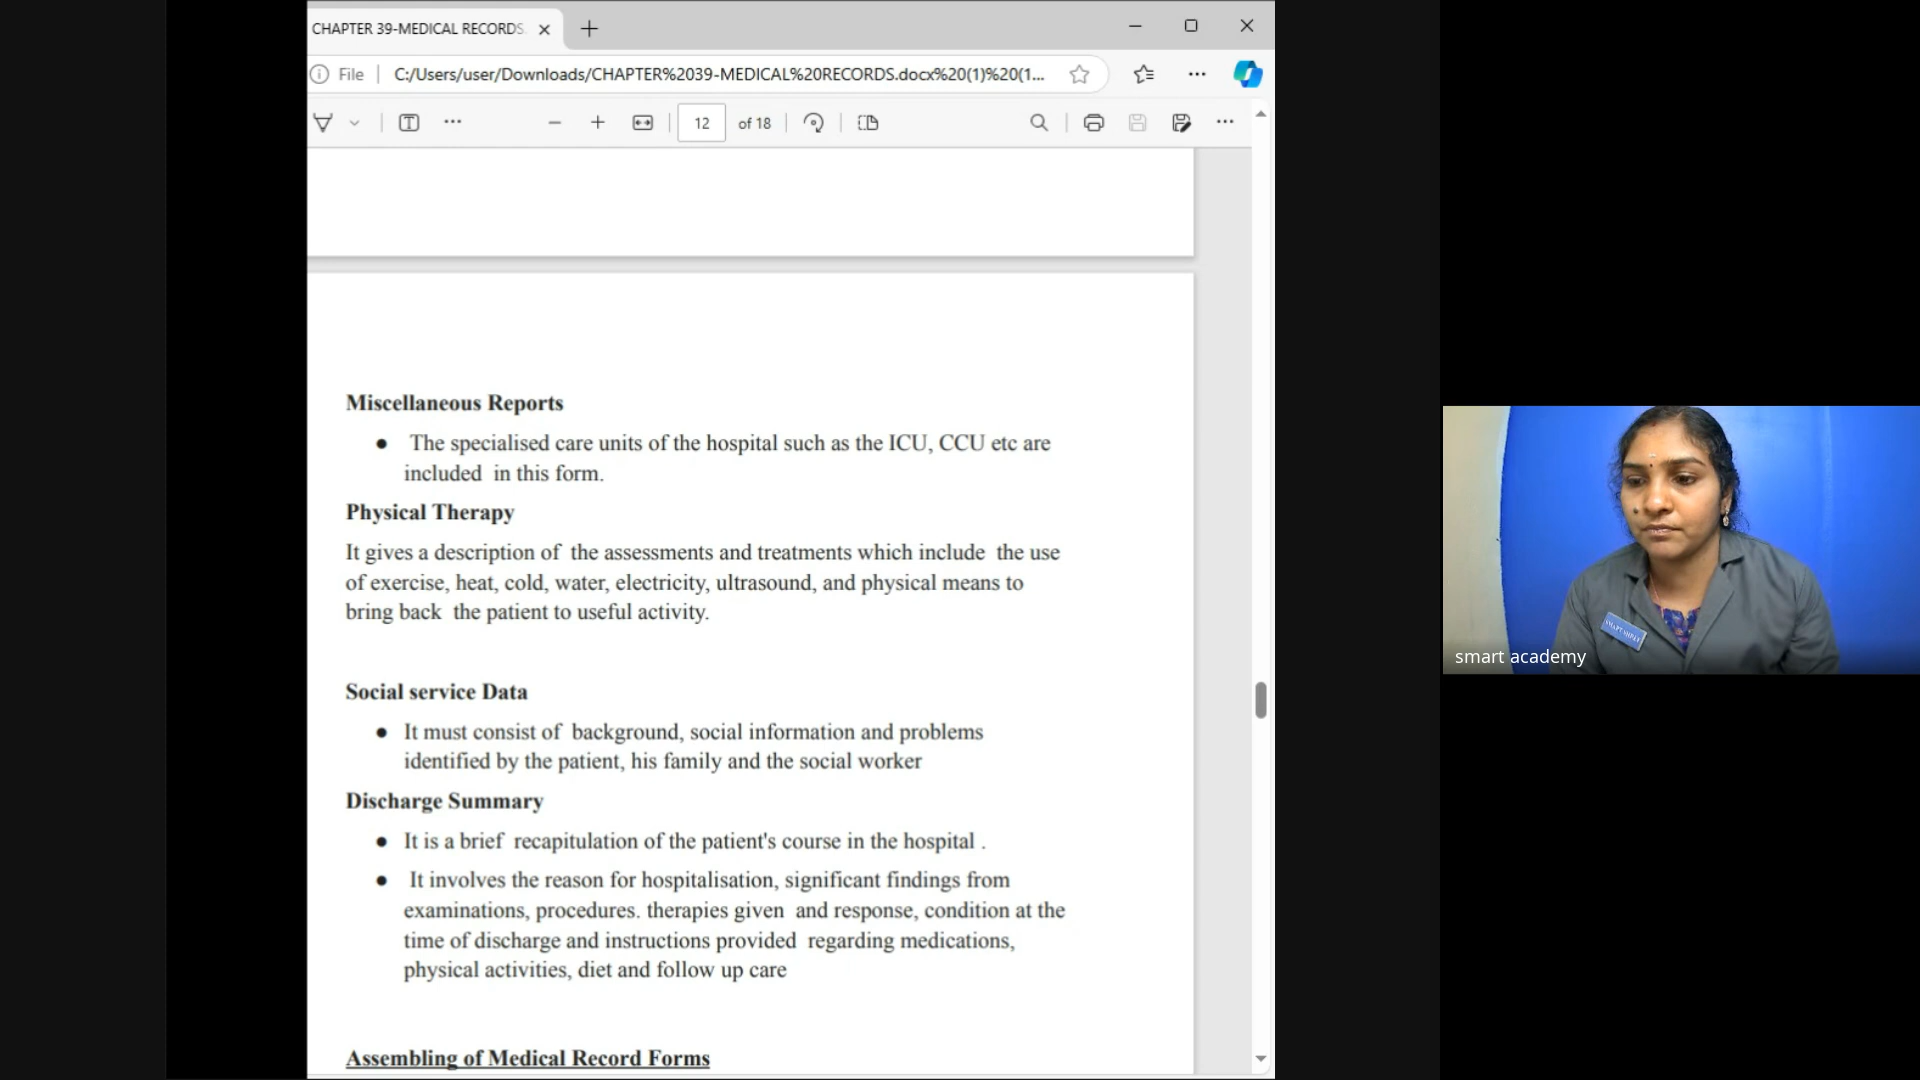 CHAPTER 39-MEDICAL RECORDS.
File
C:/Users/user/Downloads/CHAPTER%2039-MEDICAL%20RECORDS.docx%20(1)%20(1...
12 of 18
Miscellaneous Reports
● The specialised care units of the hospital such as the ICU, CCU etc are
included in this form.
Physical Therapy
It gives a description of the assessments and treatments which include the use
of exercise, heat, cold, water, electricity, ultrasound, and physical means to
bring back the patient to useful activity.
Social service Data
● It must consist of background, social information and problems
identified by the patient, his family and the social worker
Discharge Summary
● It is a brief recapitulation of the patient's course in the hospital .
● It involves the reason for hospitalisation, significant findings from
examinations, procedures. therapies given and response, condition at the
time of discharge and instructions provided regarding medications,
physical activities, diet and follow up care
Assembling of Medical Record Forms
smart academy